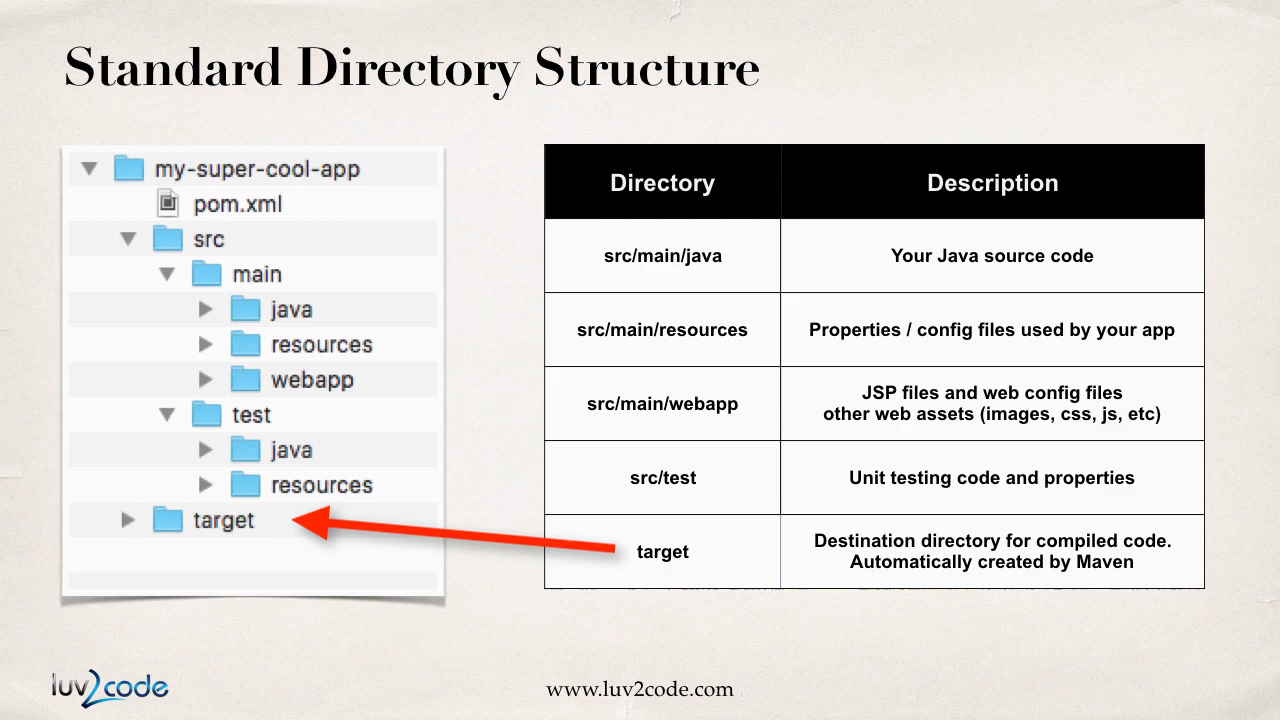 Standard Directory Structure
my-super-cool-app
pom.xml
src
main
java
resources
webapp
test
java
resources
target
Directory Description
src/main/java Your Java source code
src/main/resources Properties / config files used by your app
src/main/webapp JSP files and web config files
other web assets (images, css, js, etc)
src/test Unit testing code and properties
target Destination directory for compiled code.
Automatically created by Maven
luv2code
www.luv2code.com